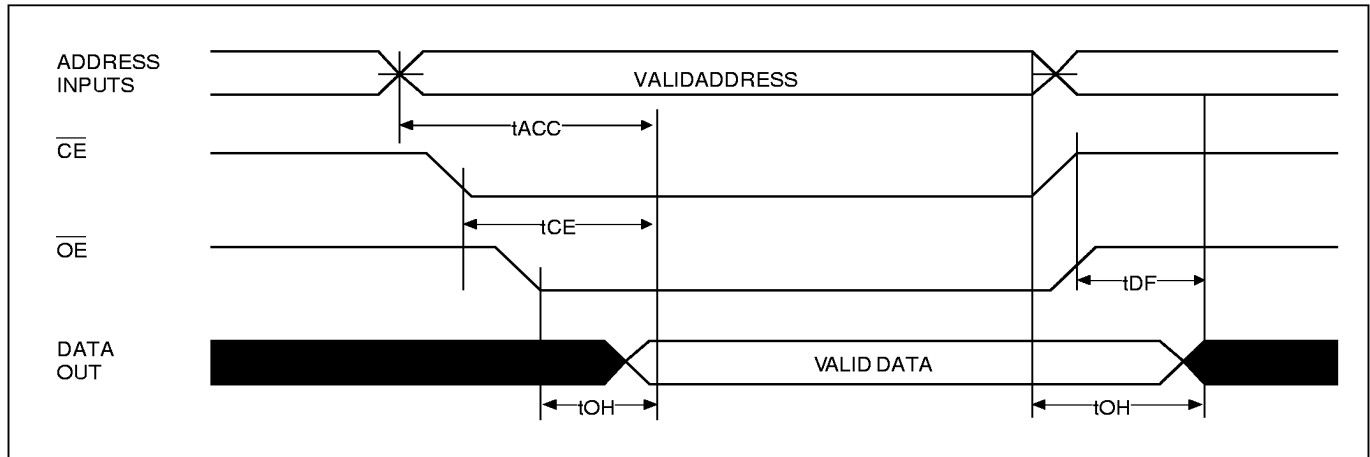 ADDRESS
INPUTS
VALIDADDRESS
tACC
CE
tCE
OE
tDF
DATA
OUT
VALID DATA
tOH
tOH